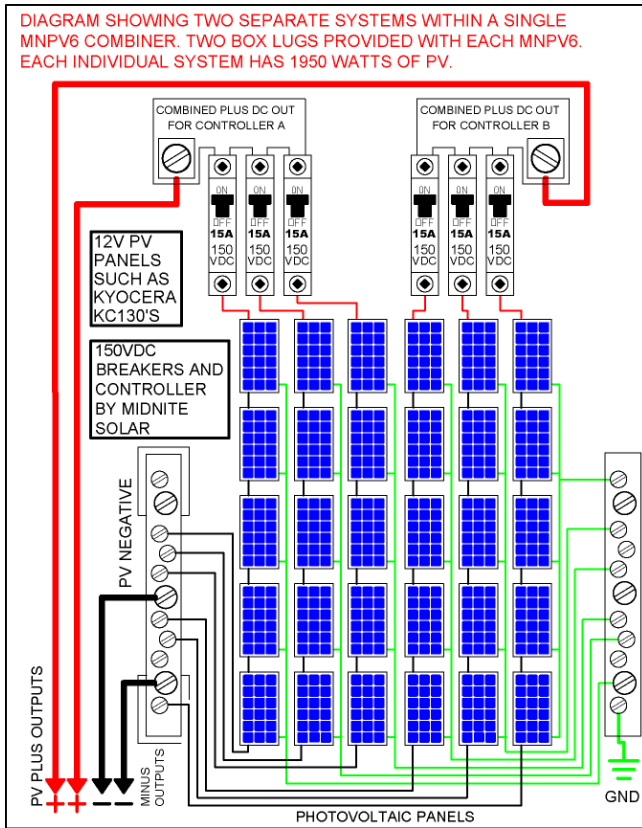 DIAGRAM SHOWING TWO SEPARATE SYSTEMS WITHIN A SINGLE
MNPV6 COMBINER. TWO BOX LUGS PROVIDED WITH EACH MNPV6.
EACH INDIVIDUAL SYSTEM HAS 1950 WATTS OF PV.
COMBINED PLUS DC OUT
FOR CONTROLLER A
COMBINED PLUS DC OUT
FOR CONTROLLER B
ON
OFF
15A
150
VDC
ON
OFF
15A
150
VDC
ON
OFF
15A
150
VDC
ON
OFF
15A
150
VDC
ON
OFF
15A
150
VDC
ON
OFF
15A
150
VDC
12V PV
PANELS
SUCH AS
KYOCERA
KC130'S
150VDC
BREAKERS AND
CONTROLLER
BY MIDNITE
SOLAR
PV NEGATIVE
PV PLUS OUTPUTS
+ + − −
MINUS
OUTPUTS
PHOTOVOLTAIC PANELS
GND